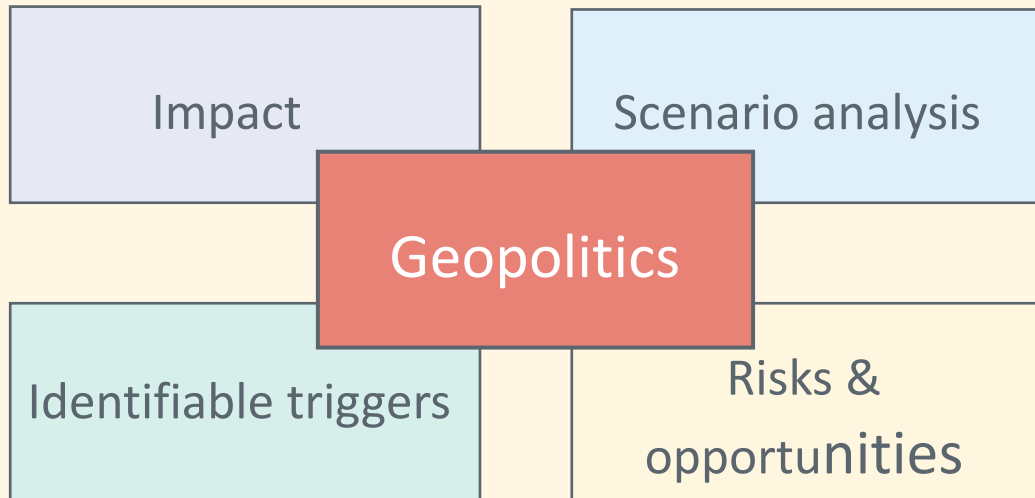 Impact
Scenario analysis
Geopolitics
Identifiable triggers
Risks &
opportunities